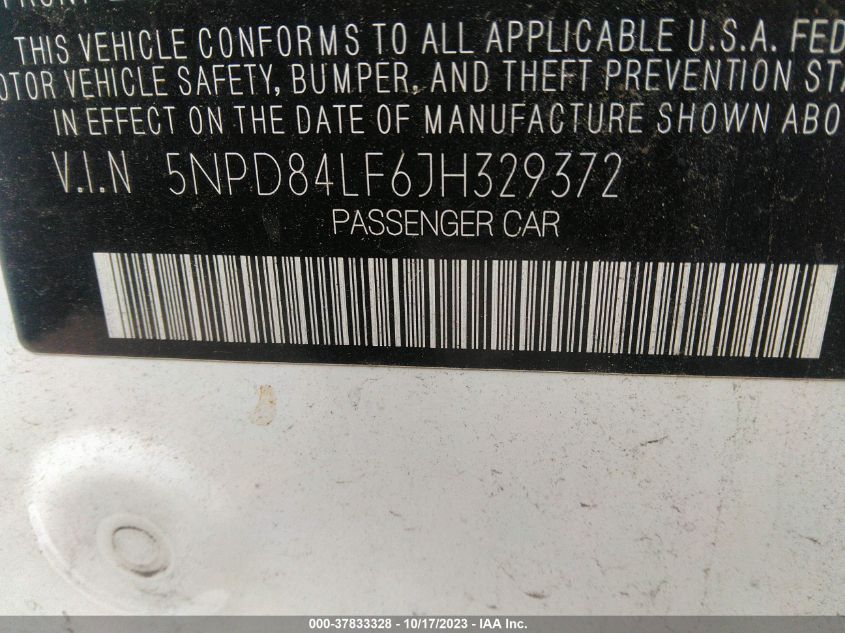 THIS VEHICLE CONFORMS TO ALL APPLICABLE U.S.A. FED
OTOR VEHICLE SAFETY, BUMPER, AND THEFT PREVENTION STA
IN EFFECT ON THE DATE OF MANUFACTURE SHOWN ABO
V.I.N 5NPD84LF6JH329372
PASSENGER CAR
000-37833328 - 10/17/2023 - © IAA Inc.